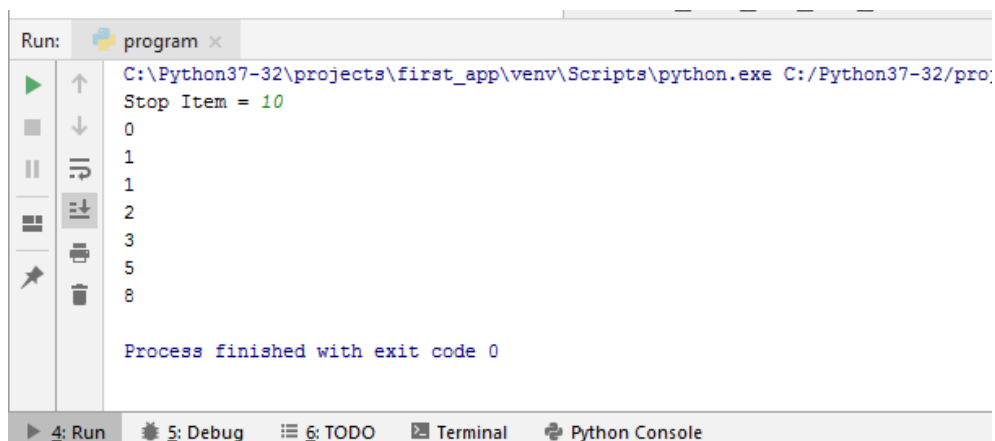 Run: program
C:\Python37-32\projects\first_app\venv\Scripts\python.exe C:/Python37-32/pro
Stop Item = 10
0
1
1
2
3
5
8
Process finished with exit code 0
4: Run 5: Debug 6: TODO Terminal Python Console